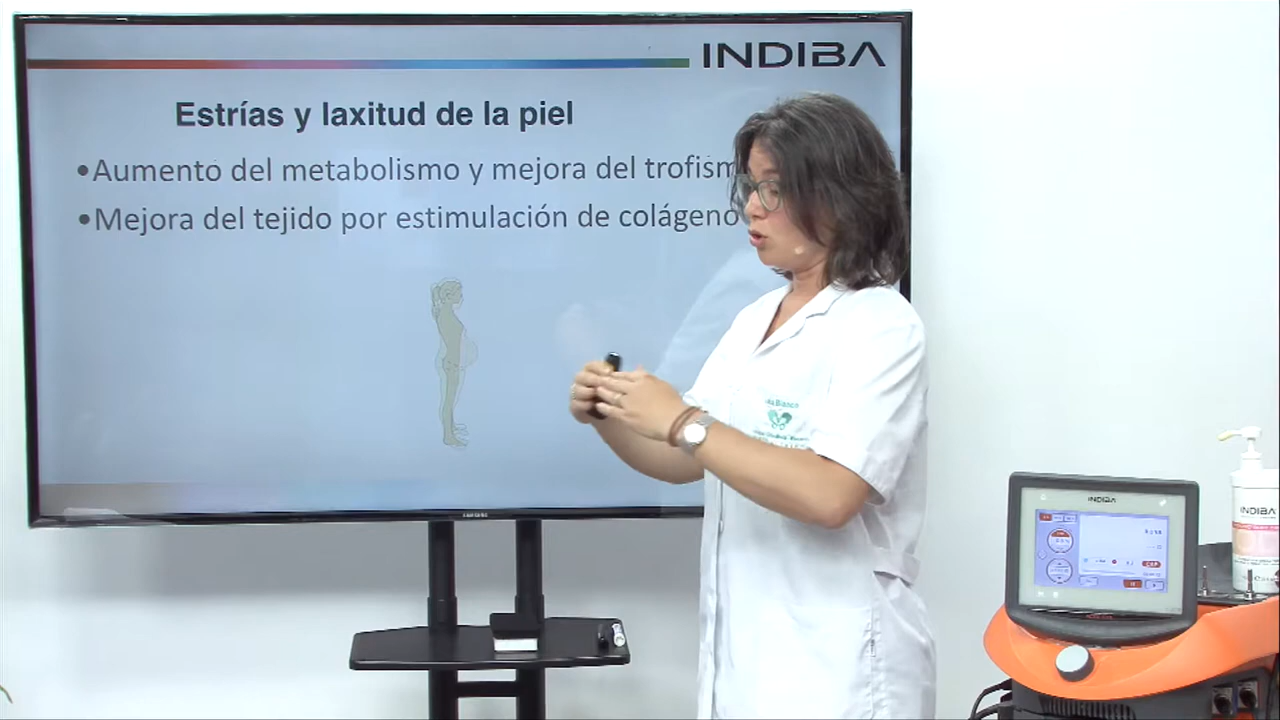 INDIBA
Estrías y laxitud de la piel
•Aumento del metabolismo y mejora del
•Mejora del tejido por estimulación de colágeno
SAMSUNG
INDIBA
INDIBA